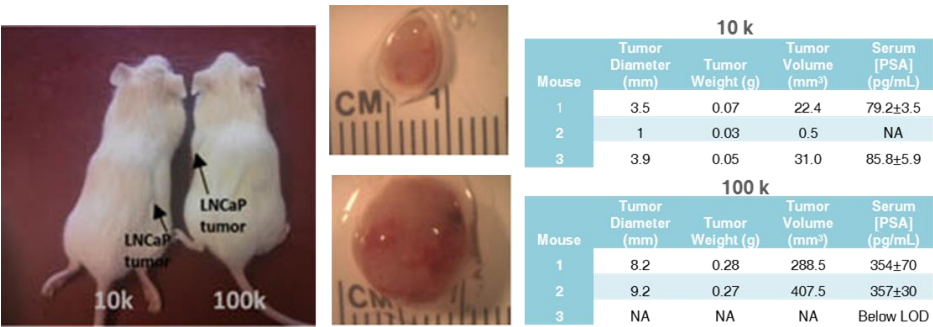 LNCaP
tumor
LNCaP
tumor
10k
100k
CM
1
CM
10 k
Mouse
Tumor
Diameter
(mm)
Tumor
Weight (g)
Tumor
Volume
(mm³)
Serum
[PSA]
(pg/mL)
1 3.5 0.07 22.4 79.2±3.5
2 1 0.03 0.5 NA
3 3.9 0.05 31.0 85.8±5.9
100 k
Mouse
Tumor
Diameter
(mm)
Tumor
Weight (g)
Tumor
Volume
(mm³)
Serum
[PSA]
(pg/mL)
1 8.2 0.28 288.5 354±70
2 9.2 0.27 407.5 357±30
3 NA NA NA Below LOD